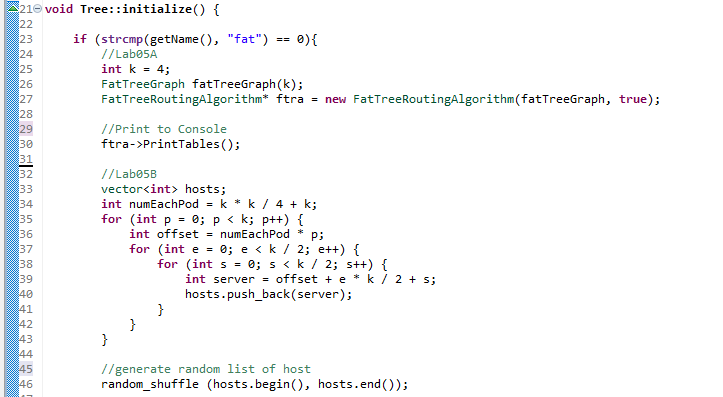 21 void Tree::initialize() {
22
23     if (strcmp(getName(), "fat") == 0){
24         //Lab05A
25         int k = 4;
26         FatTreeGraph fatTreeGraph(k);
27         FatTreeRoutingAlgorithm* ftra = new FatTreeRoutingAlgorithm(fatTreeGraph, true);
28
29         //Print to Console
30         ftra->PrintTables();
31
32         //Lab05B
33         vector<int> hosts;
34         int numEachPod = k * k / 4 + k;
35         for (int p = 0; p < k; p++) {
36             int offset = numEachPod * p;
37             for (int e = 0; e < k / 2; e++) {
38                 for (int s = 0; s < k / 2; s++) {
39                     int server = offset + e * k / 2 + s;
40                     hosts.push_back(server);
41                 }
42             }
43         }
44
45         //generate random list of host
46         random_shuffle (hosts.begin(), hosts.end());